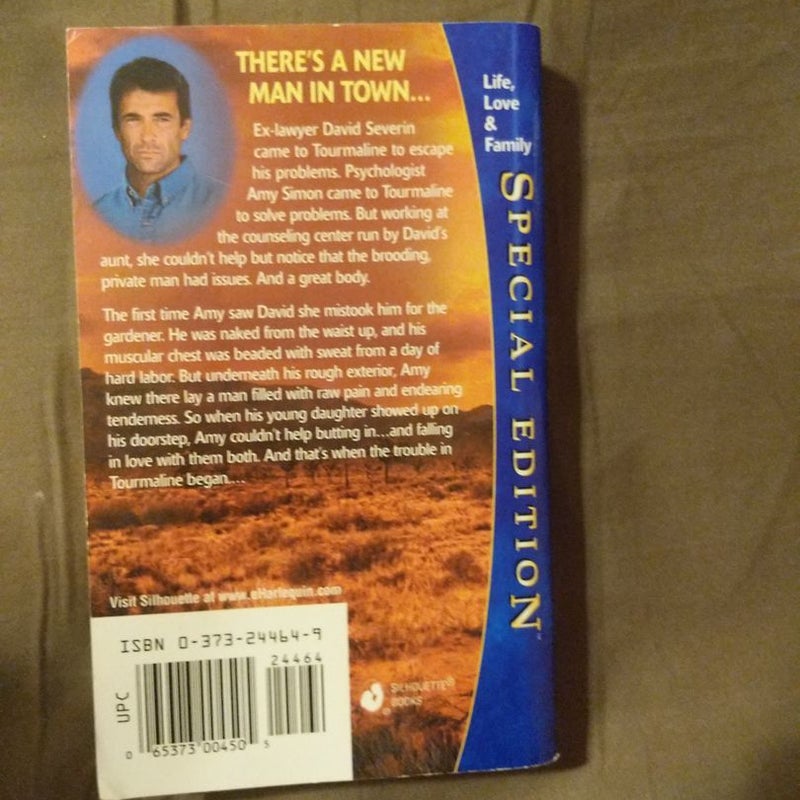 THERE'S A NEW
MAN IN TOWN...
Ex-lawyer David Severin
came to Tourmaline to escape
his problems. Psychologist
Amy Simon came to Tourmaline
to solve problems. But working at
the counseling center run by David's
aunt, she couldn't help but notice that the brooding,
private man had issues. And a great body.
The first time Amy saw David she mistook him for the
gardener. He was naked from the waist up, and his
muscular chest was beaded with sweat from a day of
hard labor. But underneath his rough exterior, Amy
knew there lay a man filled with raw pain and endearing
tenderness. So when his young daughter showed up on
his doorstep, Amy couldn't help butting in...and falling
in love with them both. And that's when the trouble in
Tourmaline began....
Visit Silhouette at www.eHarlequin.com
ISBN 0-373-24464-9
24464
UPC
0 65373 00450 5
SILHOUETTE®
BOOKS
Life,
Love
&
Family
SPECIAL EDITION™